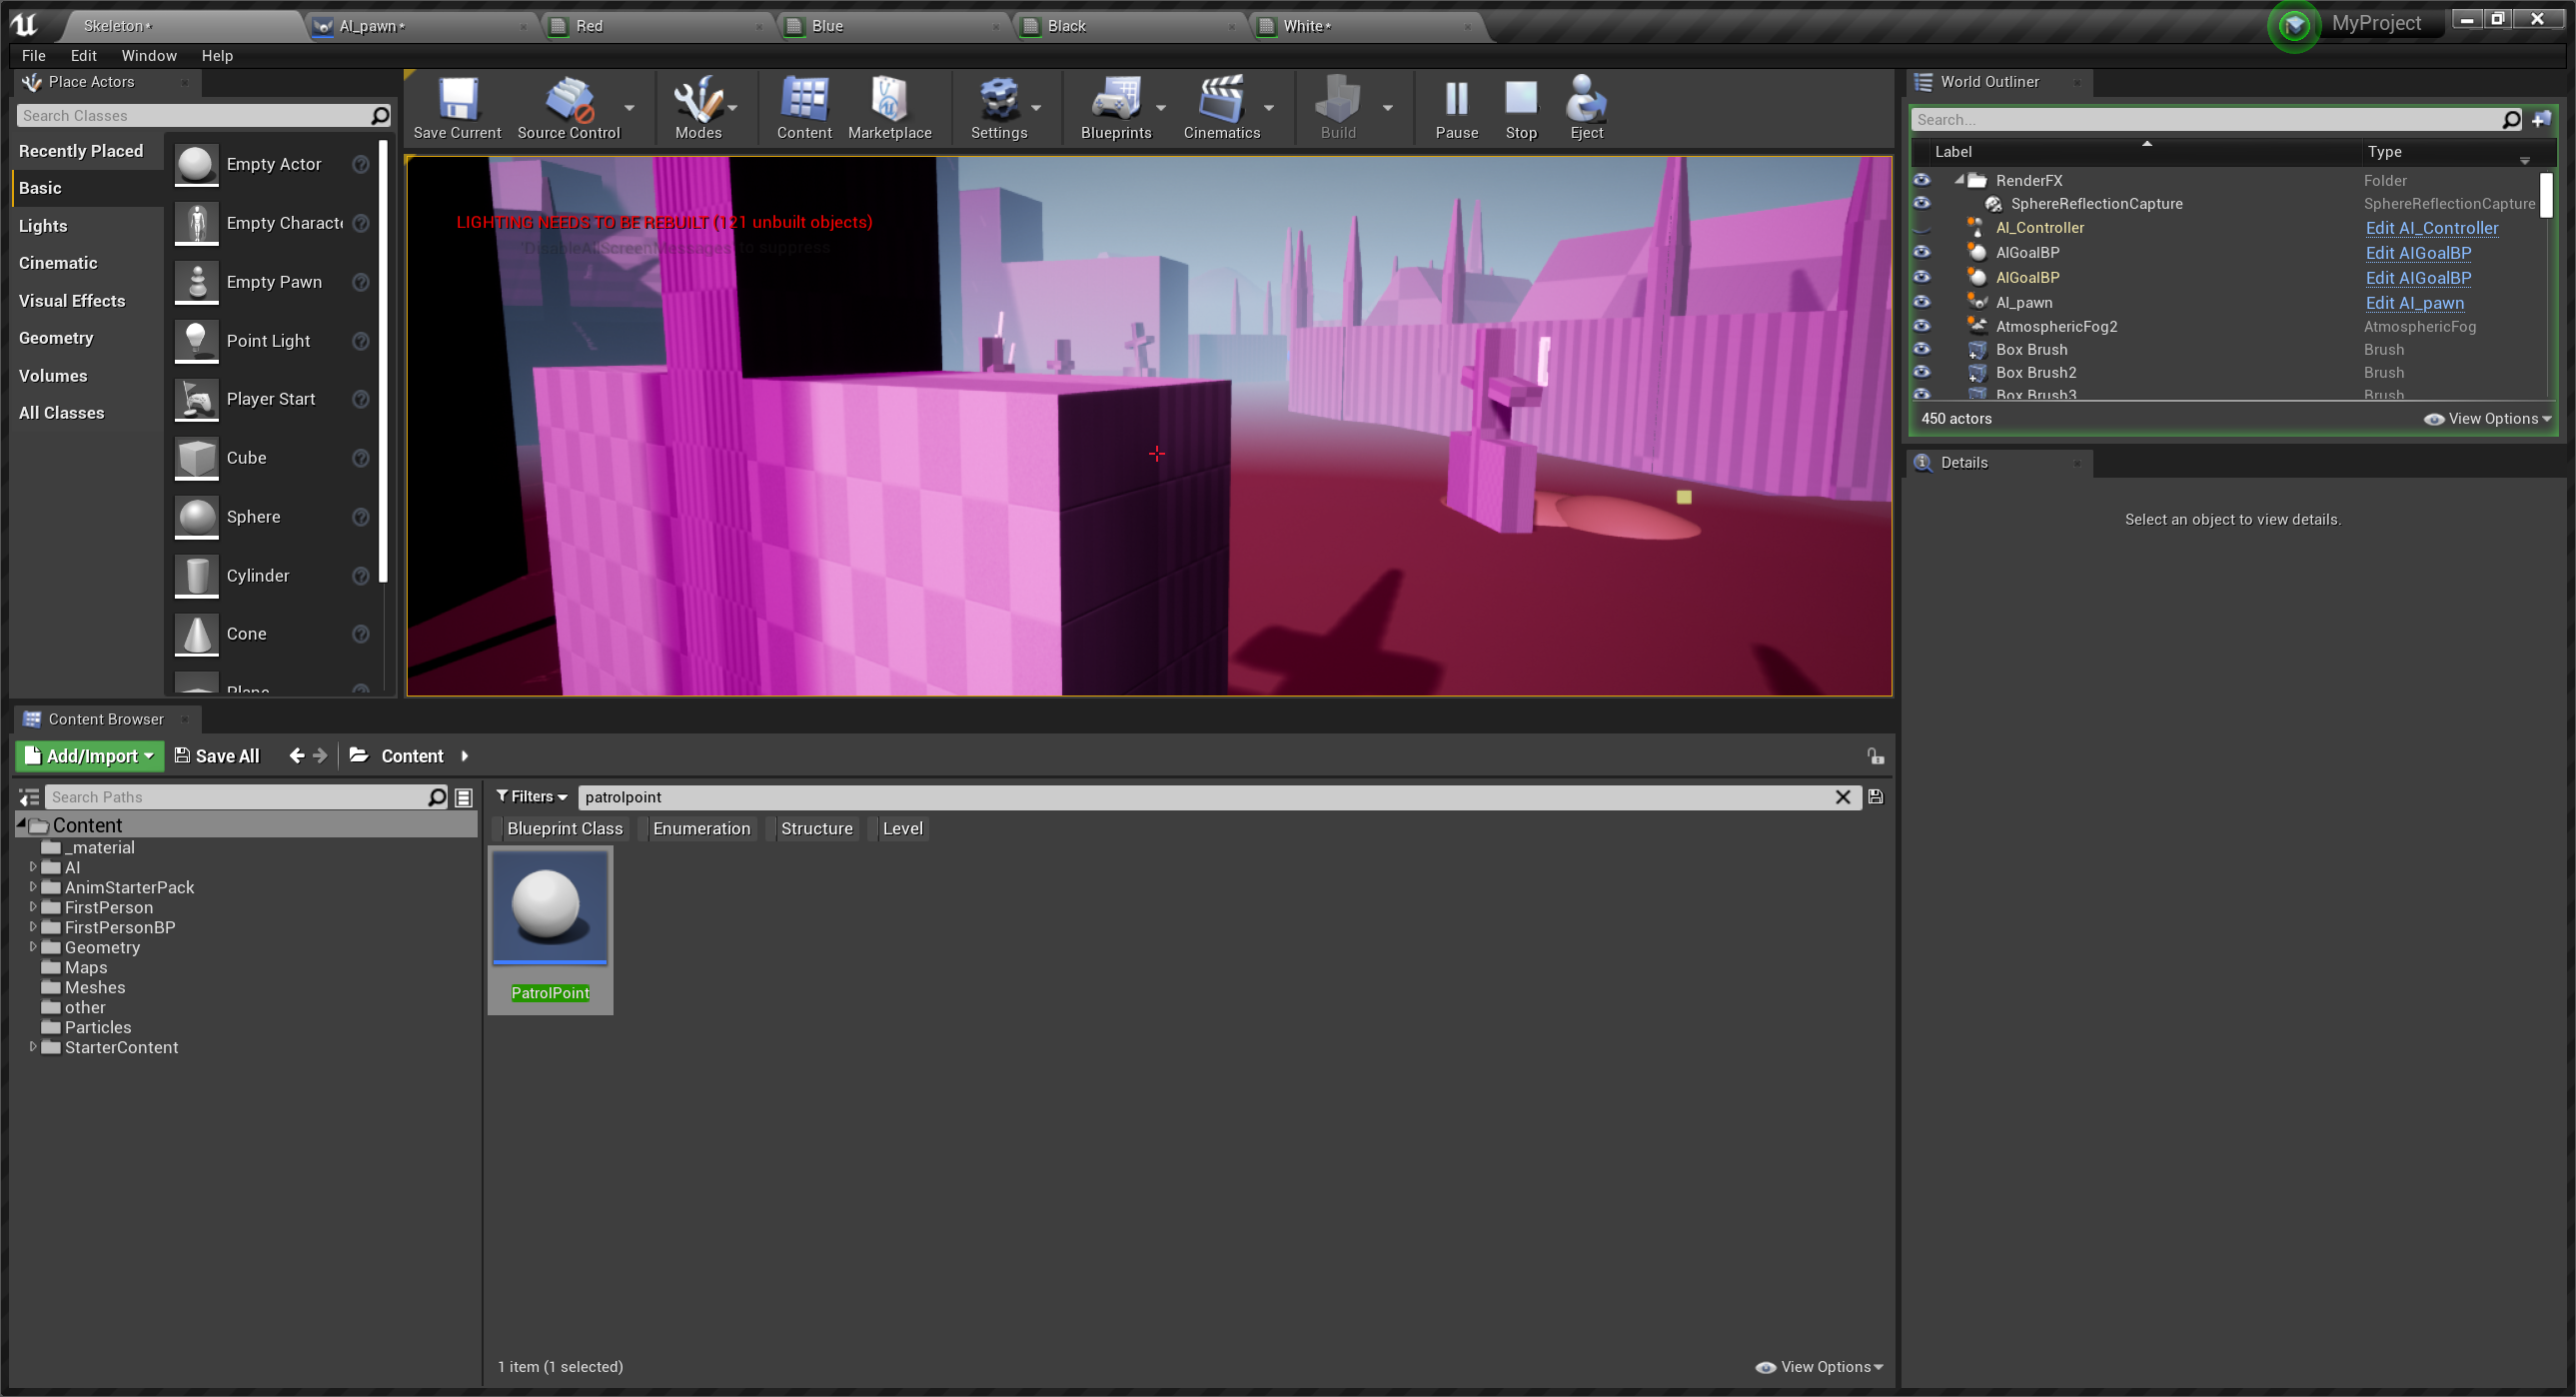 Skeleton*
AI_pawn*
Red
Blue
Black
White*
MyProject
File Edit Window Help
Place Actors
Search Classes
Recently Placed
Basic
Lights
Cinematic
Visual Effects
Geometry
Volumes
All Classes
Empty Actor
Empty Characte
Empty Pawn
Point Light
Player Start
Cube
Sphere
Cylinder
Cone
Plane
Save Current
Source Control
Modes
Content
Marketplace
Settings
Blueprints
Cinematics
Build
Pause
Stop
Eject
LIGHTING NEEDS TO BE REBUILT (121 unbuilt objects)
'DisableAllScreenMessages' to suppress
World Outliner
Search...
Label Type
RenderFX Folder
SphereReflectionCapture SphereReflectionCapture
AI_Controller Edit AI_Controller
AIGoalBP Edit AIGoalBP
AIGoalBP Edit AIGoalBP
AI_pawn Edit AI_pawn
AtmosphericFog2 AtmosphericFog
Box Brush Brush
Box Brush2 Brush
Box Brush3 Brush
450 actors View Options
Details
Select an object to view details.
Content Browser
Add/Import Save All Content
Search Paths
Content
_material
AI
AnimStarterPack
FirstPerson
FirstPersonBP
Geometry
Maps
Meshes
other
Particles
StarterContent
Filters patrolpoint
Blueprint Class Enumeration Structure Level
PatrolPoint
1 item (1 selected) View Options